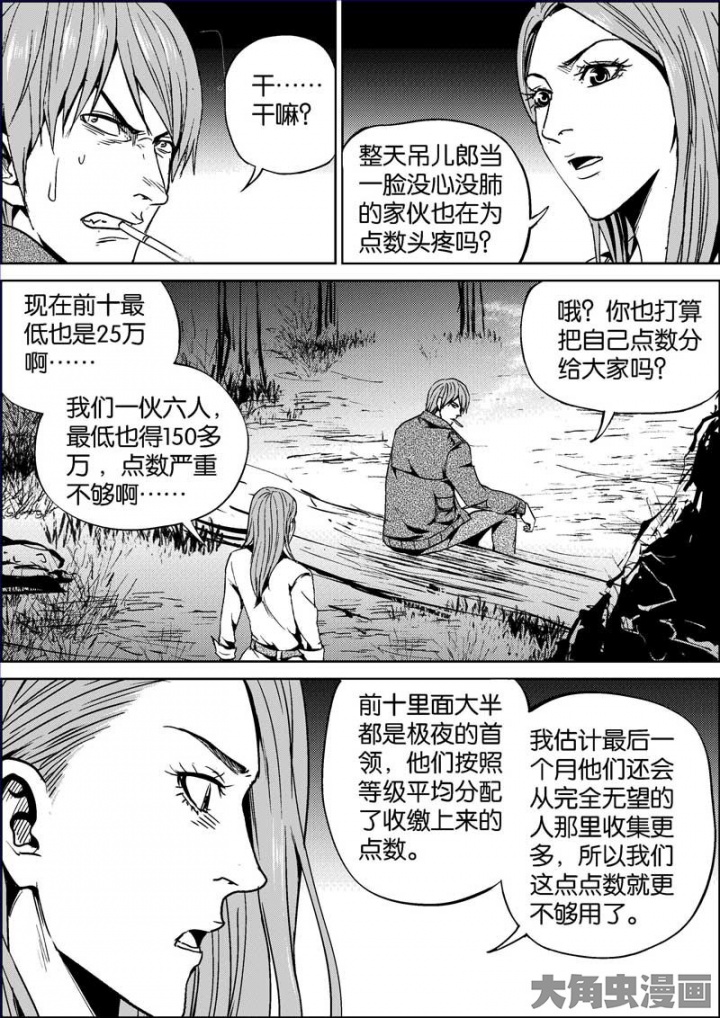 干……
干嘛？
整天吊儿郎当
一脸没心没肺
的家伙也在为
点数头疼吗？
现在前十最
低也是25万
啊……
我们一伙六人，
最低也得150多
万，点数严重
不够啊……
哦？你也打算
把自己点数分
给大家吗？
前十里面大半
都是极夜的首
领，他们按照
等级平均分配
了收缴上来的
点数。
我估计最后一
个月他们还会
从完全无望的
人那里收集更
多，所以我们
这点点数就更
不够用了。
大角虫漫画